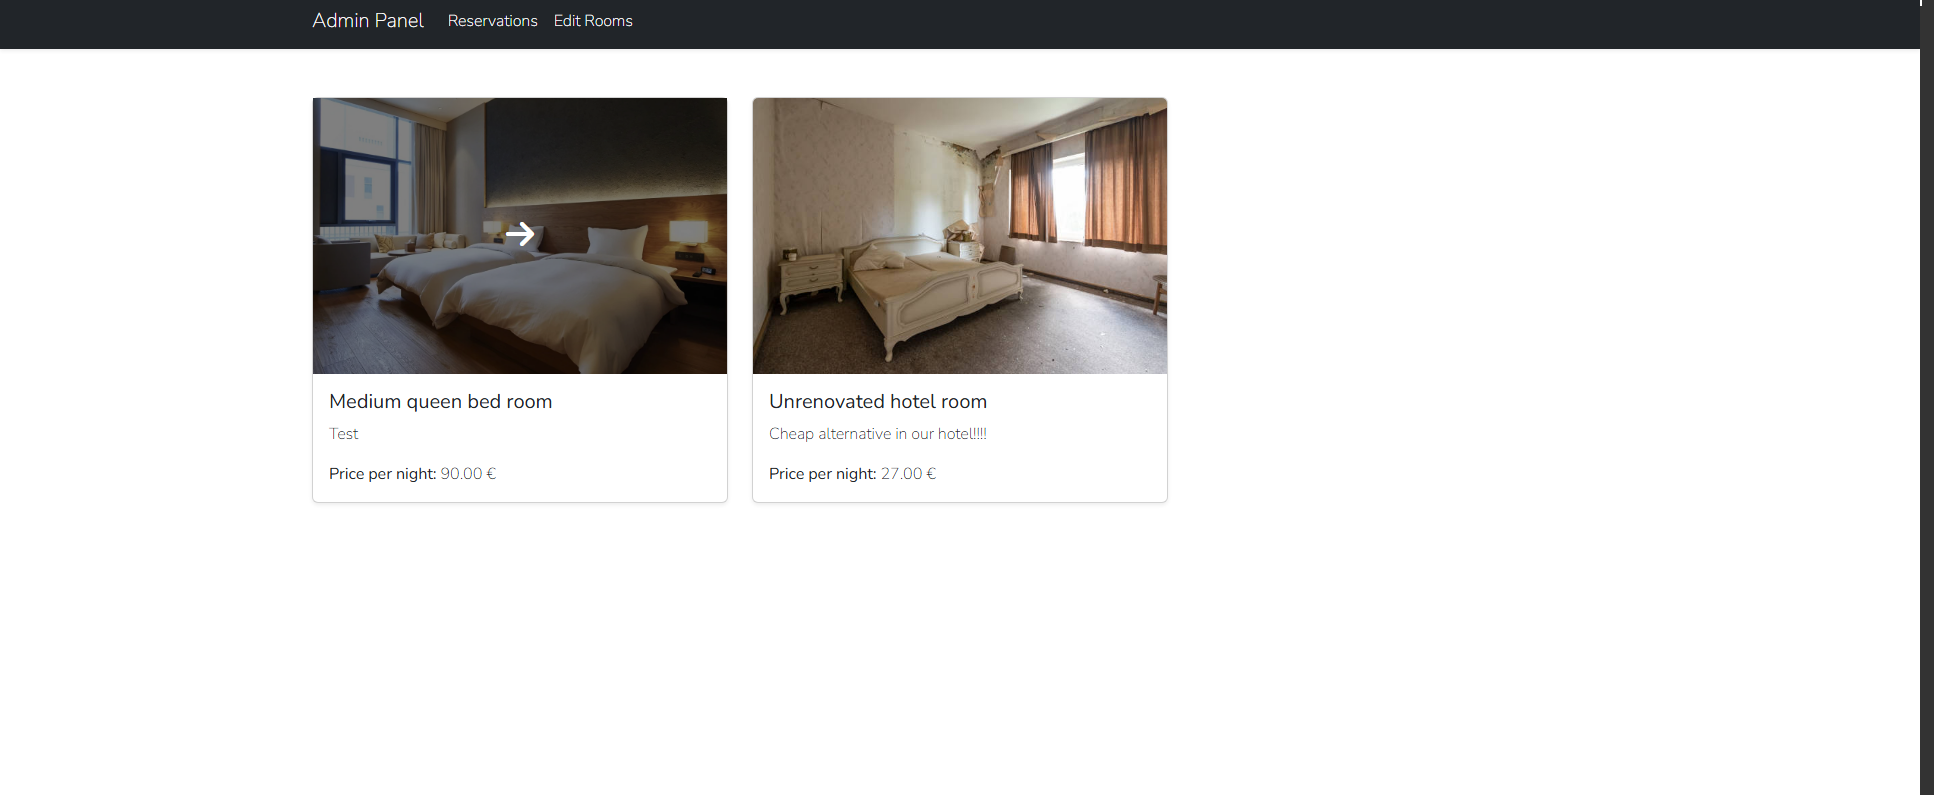 Admin Panel Reservations Edit Rooms
Medium queen bed room
Test
Price per night: 90.00 €
Unrenovated hotel room
Cheap alternative in our hotel!!!!
Price per night: 27.00 €